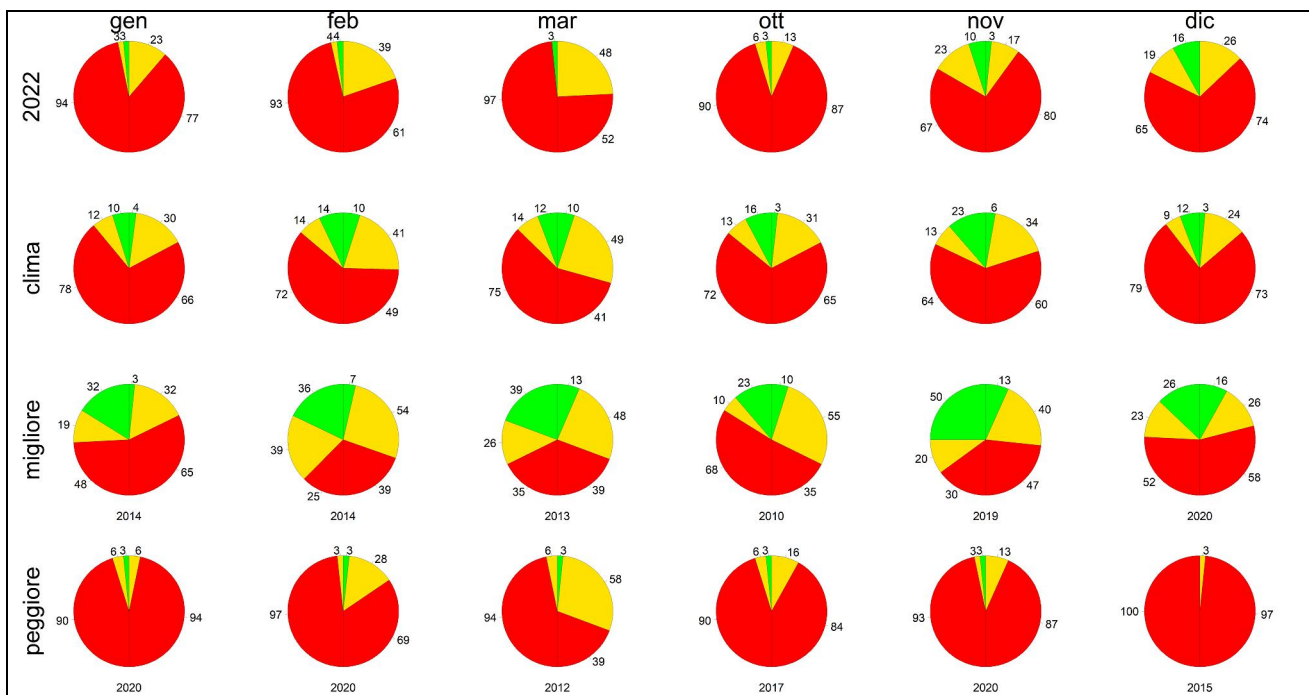 gen feb mar ott nov dic
2022
33 23 94 77
44 39 93 61
3 48 97 52
6 3 13 90 87
23 10 3 17 67 80
19 16 26 65 74
clima
12 10 4 30 78 66
14 14 10 41 72 49
14 12 10 49 75 41
13 16 3 31 72 65
13 23 6 34 64 60
9 12 3 24 79 73
migliore
32 3 32 19 48 65
36 7 54 39 25 39
39 13 48 26 35 39
23 10 10 55 68 35
50 13 40 20 30 47
26 16 23 26 52 58
2014 2014 2013 2010 2019 2020
peggiore
6 3 6 90 94
3 3 28 97 69
6 3 58 94 39
6 3 16 90 84
33 13 93 87
3 100 97
2020 2020 2012 2017 2020 2015